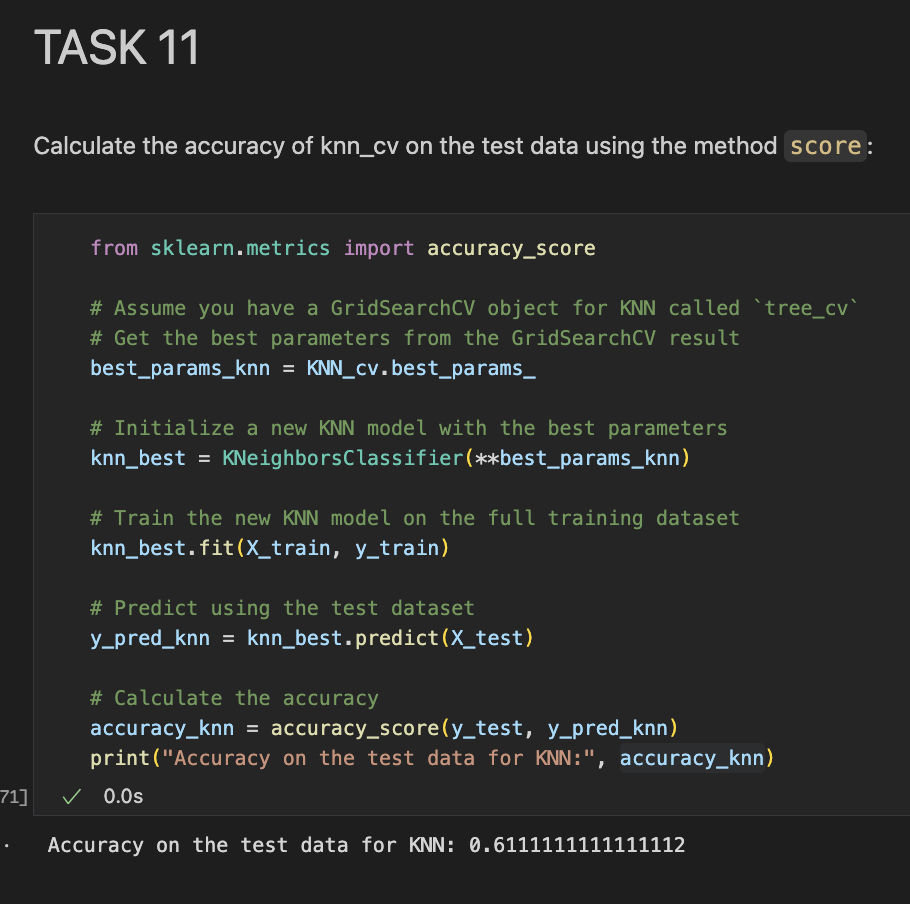 TASK 11
Calculate the accuracy of knn_cv on the test data using the method score:
from sklearn.metrics import accuracy_score
# Assume you have a GridSearchCV object for KNN called `tree_cv`
# Get the best parameters from the GridSearchCV result
best_params_knn = KNN_cv.best_params_
# Initialize a new KNN model with the best parameters
knn_best = KNeighborsClassifier(**best_params_knn)
# Train the new KNN model on the full training dataset
knn_best.fit(X_train, y_train)
# Predict using the test dataset
y_pred_knn = knn_best.predict(X_test)
# Calculate the accuracy
accuracy_knn = accuracy_score(y_test, y_pred_knn)
print("Accuracy on the test data for KNN:", accuracy_knn)
71] ✓ 0.0s
Accuracy on the test data for KNN: 0.6111111111111112